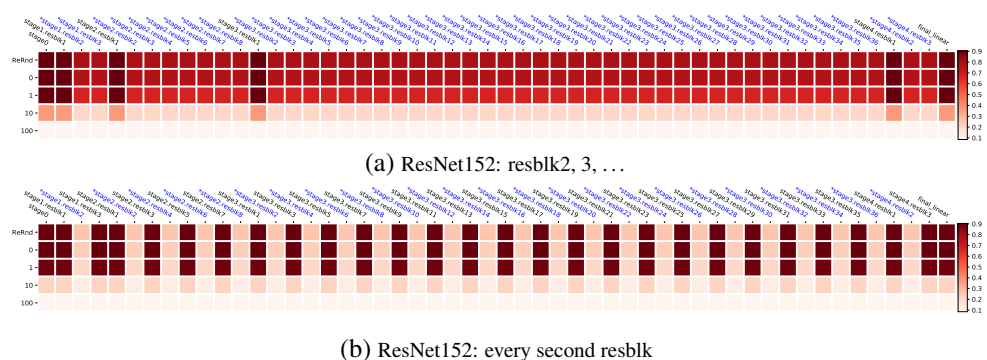 stage0
stage1.resblk1
*stage1.resblk2
*stage1.resblk3
stage2.resblk1
*stage2.resblk2
*stage2.resblk3
*stage2.resblk4
*stage2.resblk5
*stage2.resblk6
*stage2.resblk7
*stage2.resblk8
stage3.resblk1
*stage3.resblk2
*stage3.resblk3
*stage3.resblk4
*stage3.resblk5
*stage3.resblk6
*stage3.resblk7
*stage3.resblk8
*stage3.resblk9
*stage3.resblk10
*stage3.resblk11
*stage3.resblk12
*stage3.resblk13
*stage3.resblk14
*stage3.resblk15
*stage3.resblk16
*stage3.resblk17
*stage3.resblk18
*stage3.resblk19
*stage3.resblk20
*stage3.resblk21
*stage3.resblk22
*stage3.resblk23
*stage3.resblk24
*stage3.resblk25
*stage3.resblk26
*stage3.resblk27
*stage3.resblk28
*stage3.resblk29
*stage3.resblk30
*stage3.resblk31
*stage3.resblk32
*stage3.resblk33
*stage3.resblk34
*stage3.resblk35
*stage3.resblk36
stage4.resblk1
*stage4.resblk2
*stage4.resblk3
final_linear
ReRnd
0
1
10
100
0.9
0.8
0.7
0.6
0.5
0.4
0.3
0.2
0.1
(a) ResNet152: resblk2, 3, …
stage0
stage1.resblk1
*stage1.resblk2
stage1.resblk3
stage2.resblk1
*stage2.resblk2
stage2.resblk3
*stage2.resblk4
stage2.resblk5
*stage2.resblk6
stage2.resblk7
*stage2.resblk8
stage3.resblk1
*stage3.resblk2
stage3.resblk3
*stage3.resblk4
stage3.resblk5
*stage3.resblk6
stage3.resblk7
*stage3.resblk8
stage3.resblk9
*stage3.resblk10
stage3.resblk11
*stage3.resblk12
stage3.resblk13
*stage3.resblk14
stage3.resblk15
*stage3.resblk16
stage3.resblk17
*stage3.resblk18
stage3.resblk19
*stage3.resblk20
stage3.resblk21
*stage3.resblk22
stage3.resblk23
*stage3.resblk24
stage3.resblk25
*stage3.resblk26
stage3.resblk27
*stage3.resblk28
stage3.resblk29
*stage3.resblk30
stage3.resblk31
*stage3.resblk32
stage3.resblk33
*stage3.resblk34
stage3.resblk35
*stage3.resblk36
stage4.resblk1
*stage4.resblk2
stage4.resblk3
final_linear
ReRnd
0
1
10
100
0.9
0.8
0.7
0.6
0.5
0.4
0.3
0.2
0.1
(b) ResNet152: every second resblk